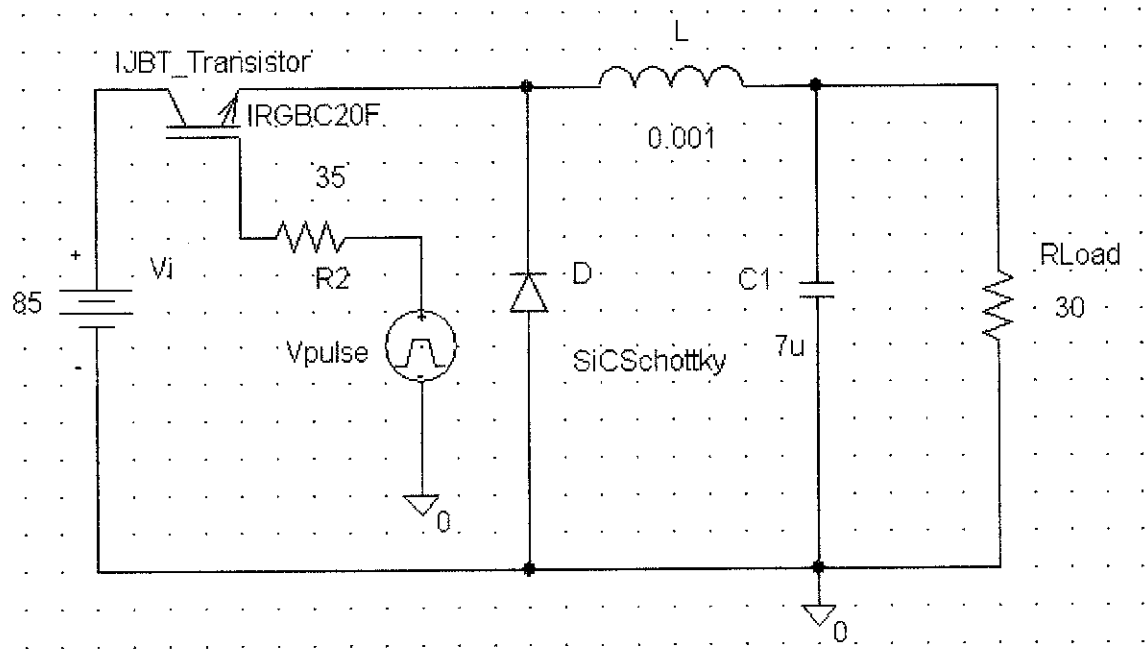 L
IJBT_Transistor
IRGBC20F
0.001
35
+
Vi
R2
D
C1
RLoad
85
30
+
Vpulse
7u
SiCSchottky
-
-
0
0